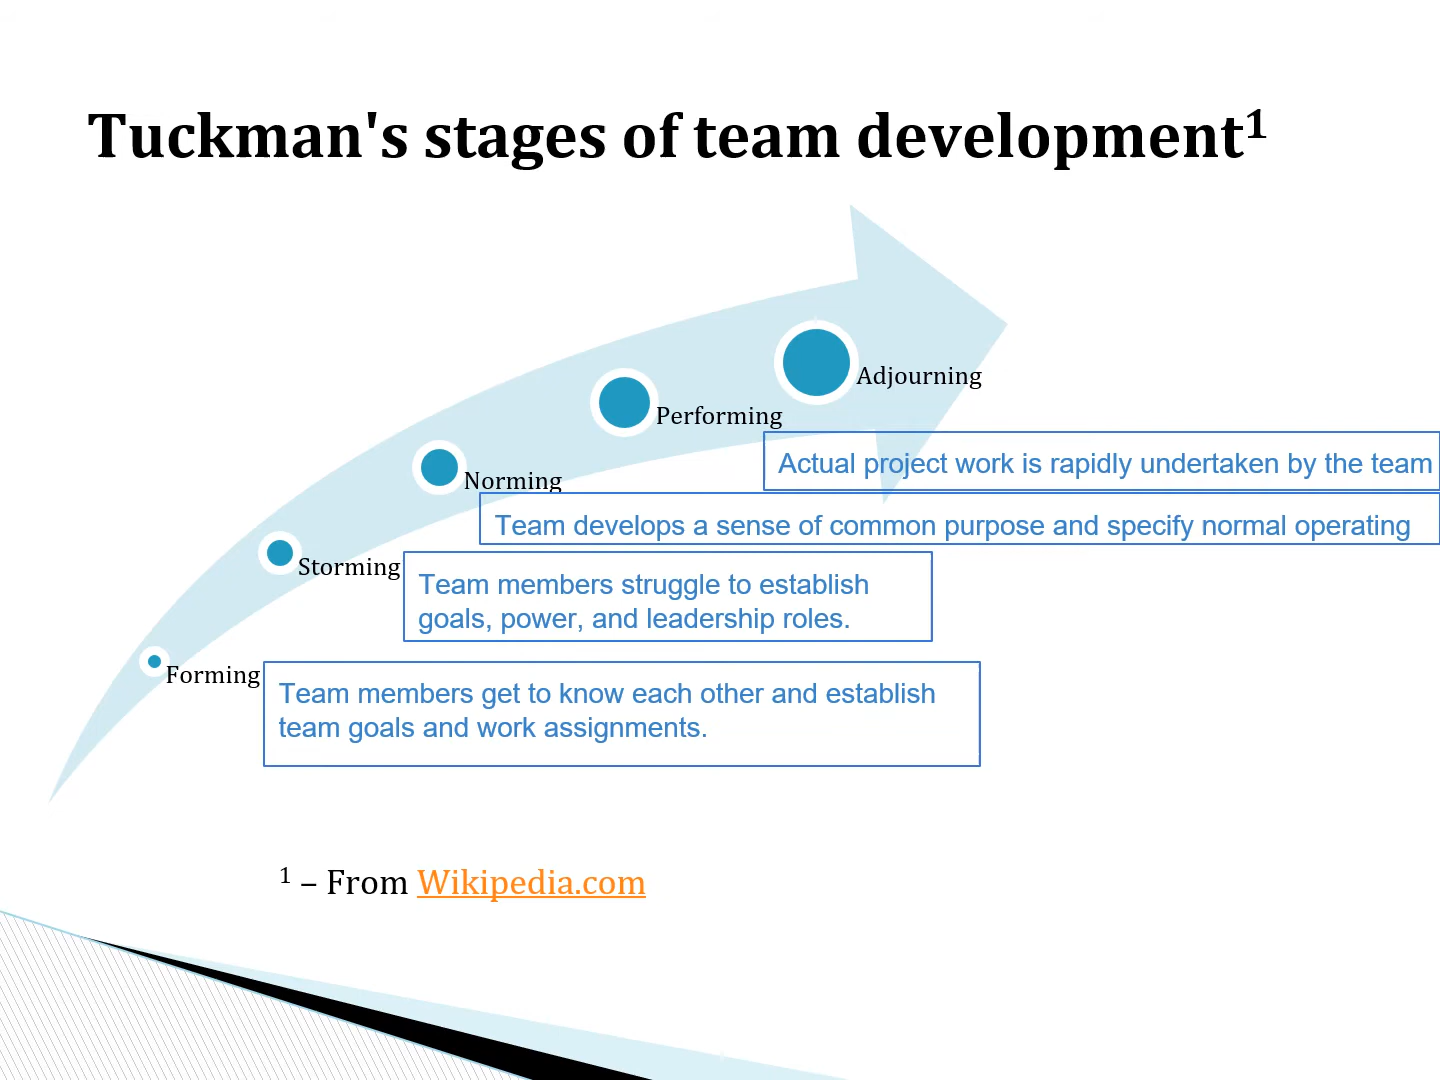 Tuckman's stages of team development¹
Adjourning
Performing
Actual project work is rapidly undertaken by the team
Norming
Team develops a sense of common purpose and specify normal operating
Storming
Team members struggle to establish
goals, power, and leadership roles.
Forming
Team members get to know each other and establish
team goals and work assignments.
¹ – From Wikipedia.com